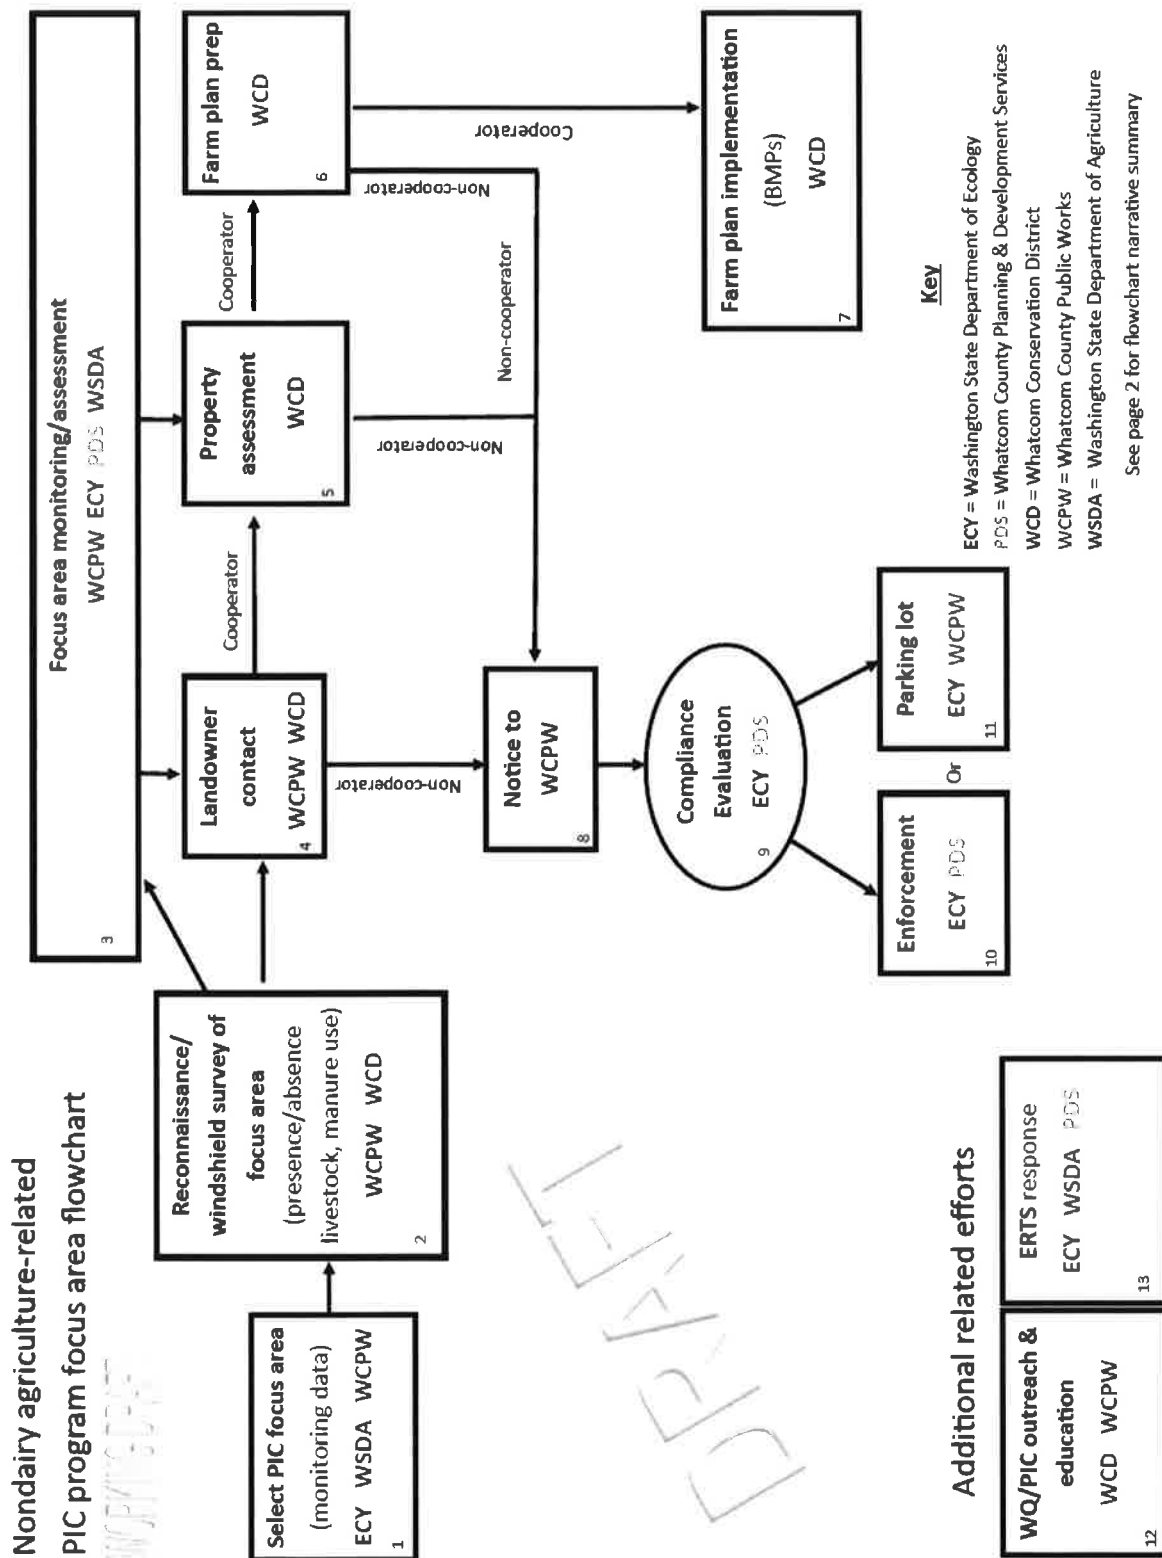 Nondairy agriculture-related
PIC program focus area flowchart
WORKING DRAFT
Select PIC focus area
(monitoring data)
ECY WSDA WCPW
1
Reconnaissance/
windshield survey of
focus area
(presence/absence
livestock, manure use)
WCPW WCD
2
Focus area monitoring/assessment
WCPW ECY PDS WSDA
3
Landowner
contact
WCPW WCD
4
Cooperator
Property
assessment
WCD
5
Cooperator
Farm plan prep
WCD
6
Non-cooperator
Non-cooperator
Non-cooperator
Non-cooperator
Cooperator
Farm plan implementation
(BMPs)
WCD
7
Notice to
WCPW
8
Compliance
Evaluation
ECY PDS
9
Enforcement
ECY PDS
10
Or
Parking lot
ECY WCPW
11
Key
ECY = Washington State Department of Ecology
PDS = Whatcom County Planning & Development Services
WCD = Whatcom Conservation District
WCPW = Whatcom County Public Works
WSDA = Washington State Department of Agriculture
See page 2 for flowchart narrative summary
DRAFT
Additional related efforts
WQ/PIC outreach &
education
WCD WCPW
12
ERTS response
ECY WSDA PDS
13